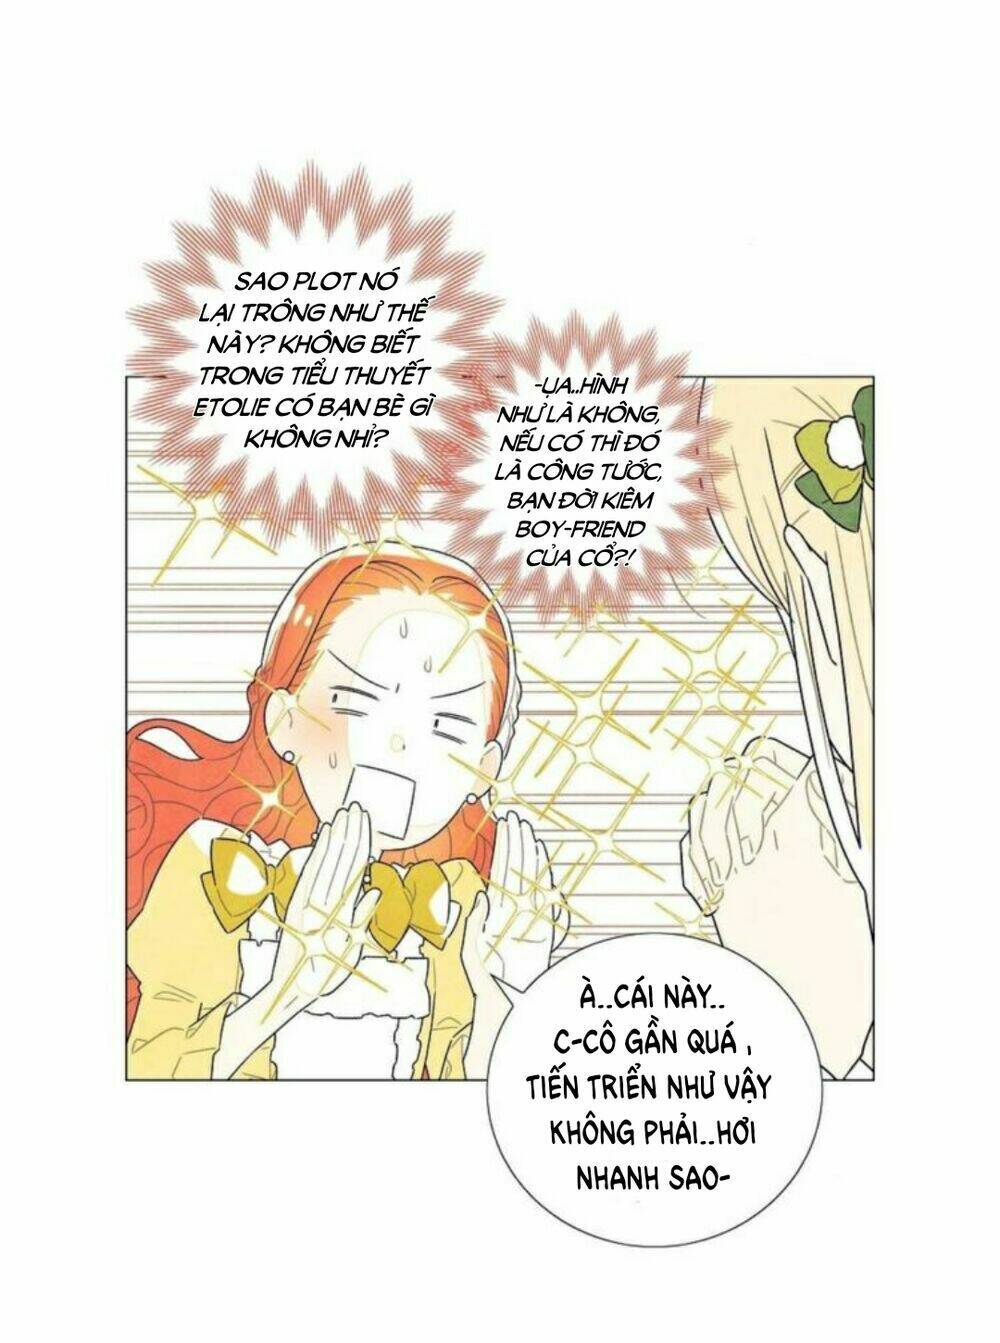 SAO PLOT NÓ
LẠI TRÔNG NHƯ THẾ
NÀY? KHÔNG BIẾT
TRONG TIỂU THUYẾT
ETOLIE CÓ BẠN BÈ GÌ
KHÔNG NHỈ?
-ỤA..HÌNH
NHƯ LÀ KHÔNG,
NẾU CÓ THÌ ĐÓ
LÀ CÔNG TƯỚC,
BẠN ĐỜI KIÊM
BOY-FRIEND
CỦA CỔ?!
À..CÁI NÀY..
C-CÔ GẦN QUÁ ,
TIẾN TRIỂN NHƯ VẬY
KHÔNG PHẢI..HƠI
NHANH SAO-